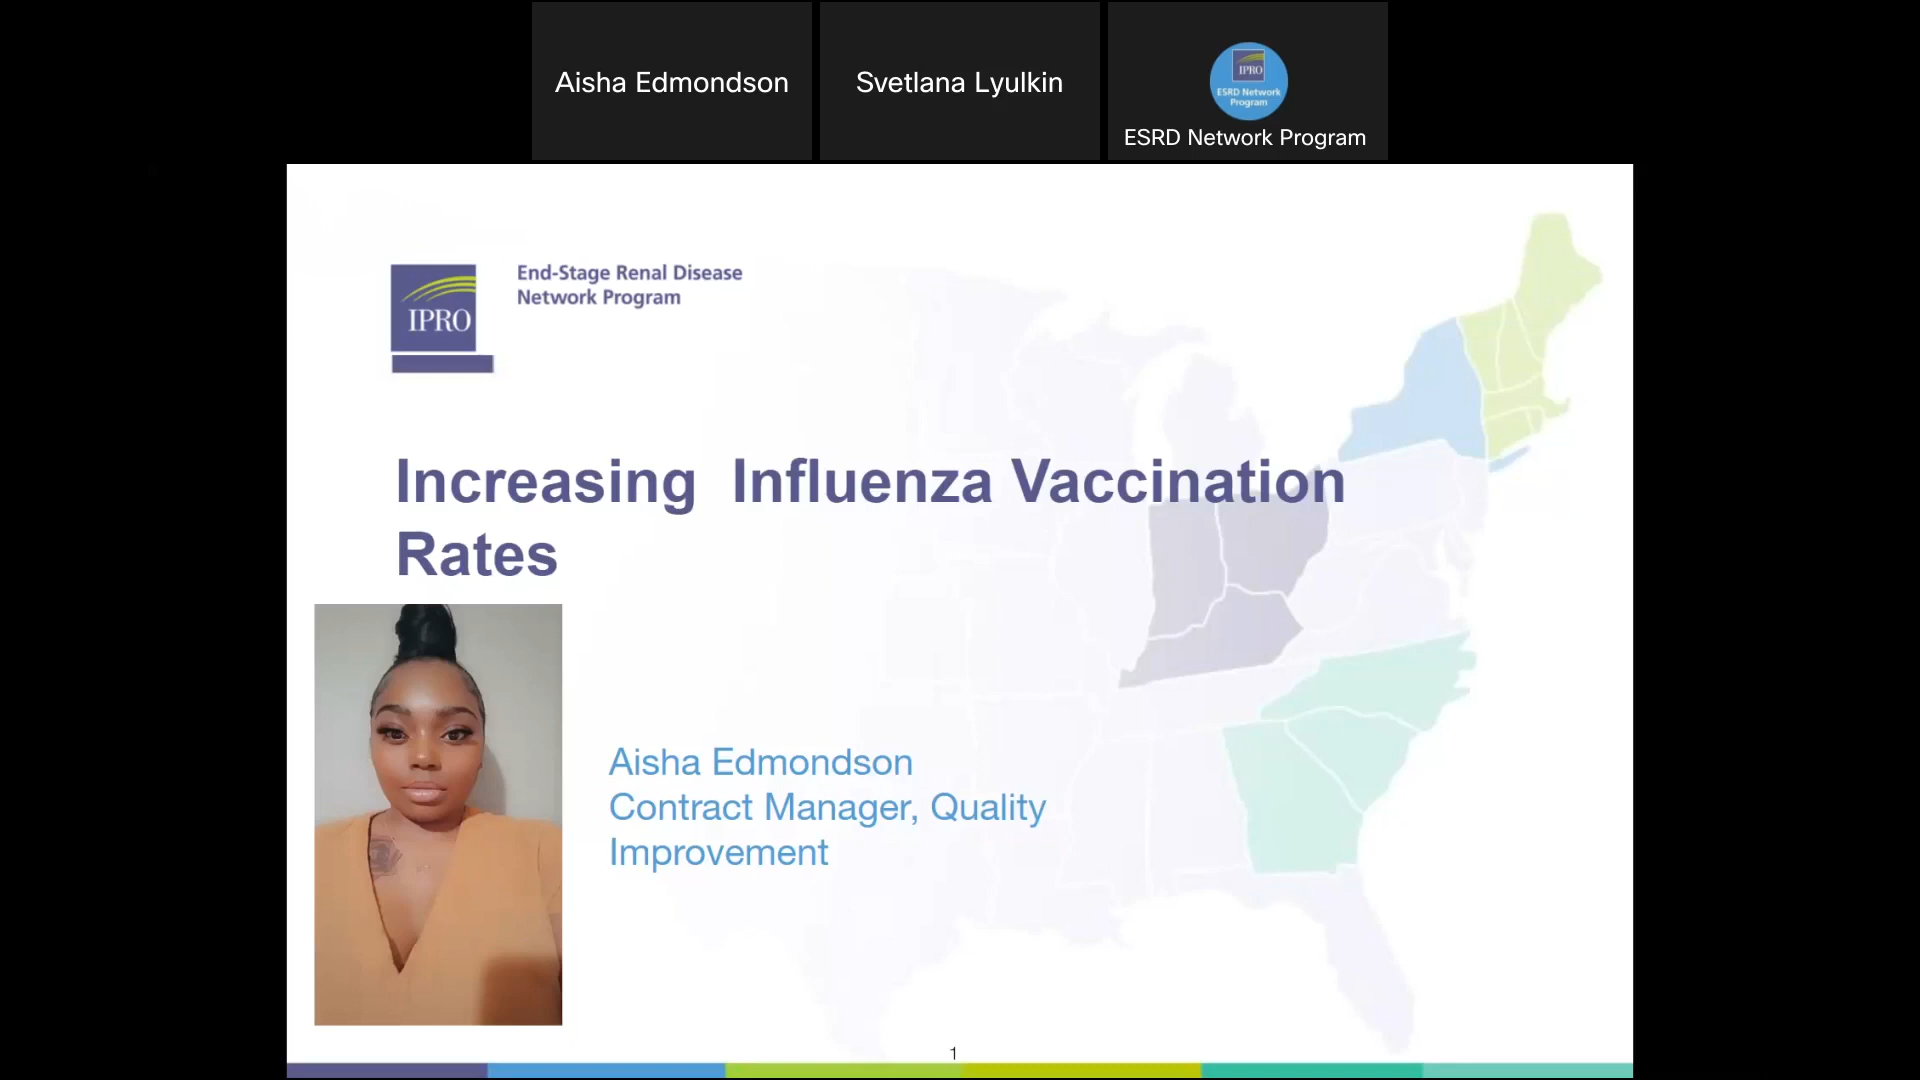 Aisha Edmondson
Svetlana Lyulkin
IPRO
ESRD Network
Program
ESRD Network Program
IPRO
End-Stage Renal Disease
Network Program
Increasing  Influenza Vaccination
Rates
Aisha Edmondson
Contract Manager, Quality
Improvement
1